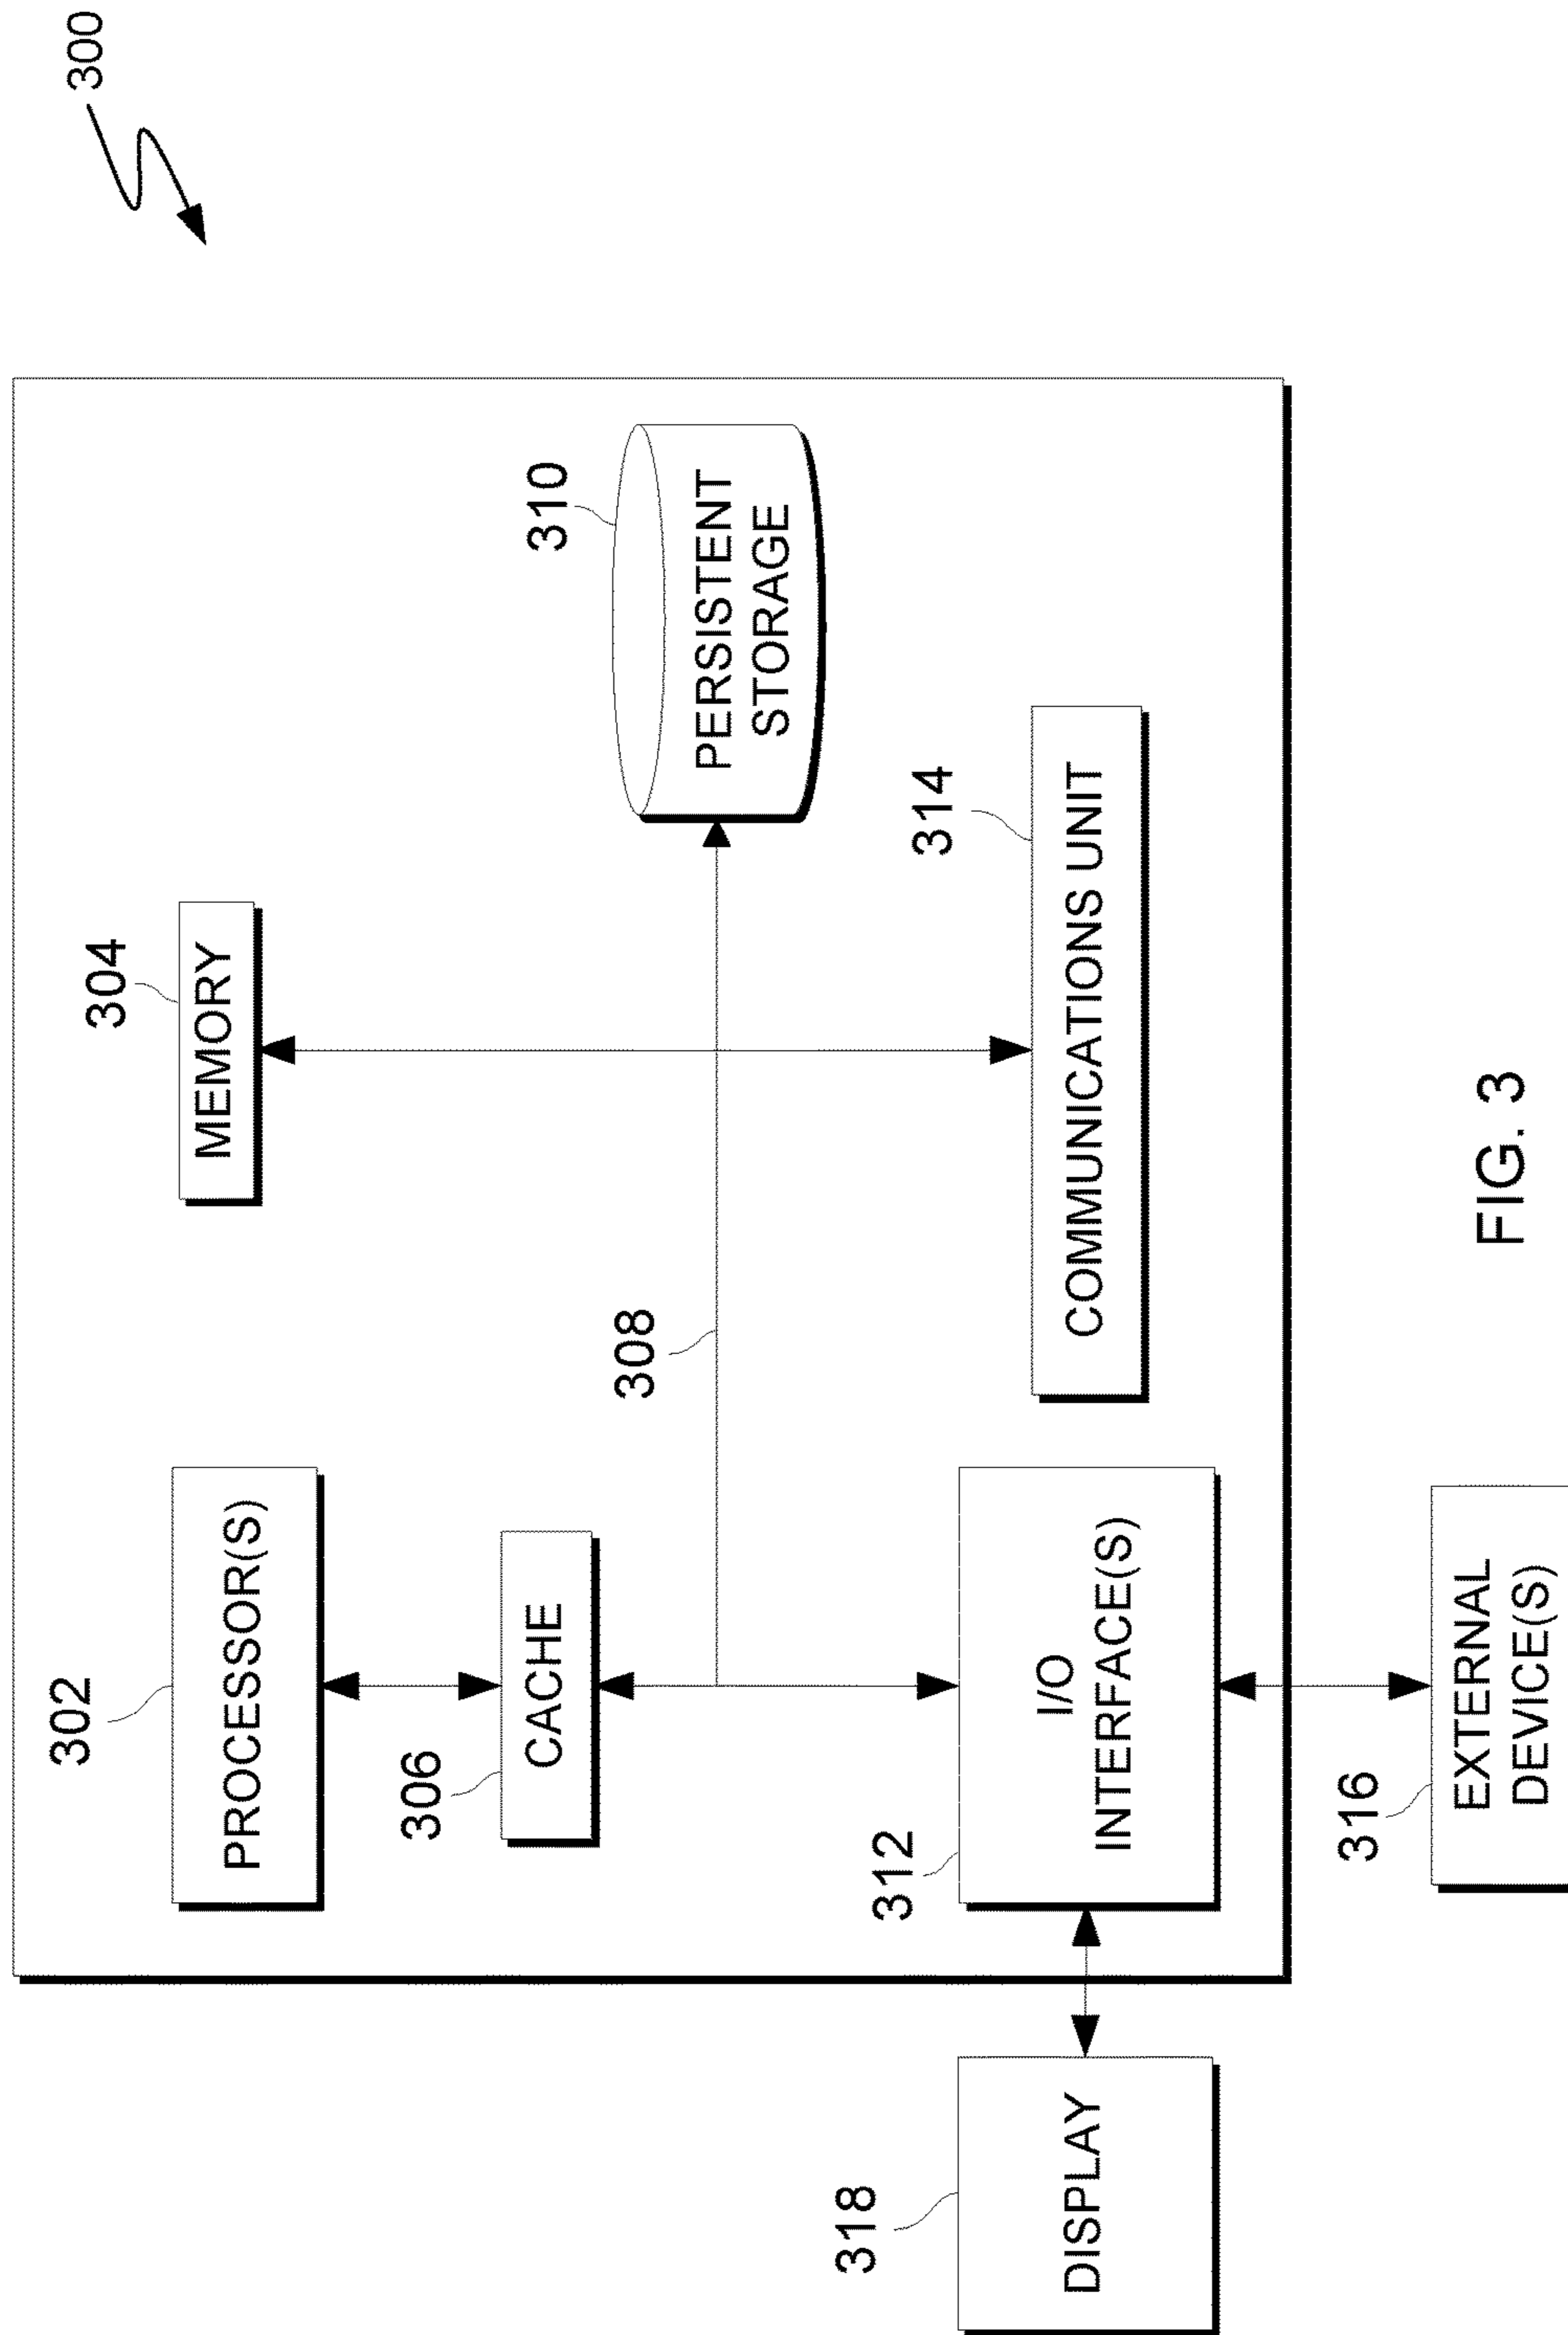 300
302
PROCESSOR(S)
304
MEMORY
306
CACHE
308
310
PERSISTENT
STORAGE
312
I/O
INTERFACE(S)
314
COMMUNICATIONS UNIT
318
DISPLAY
316
EXTERNAL
DEVICE(S)
FIG. 3